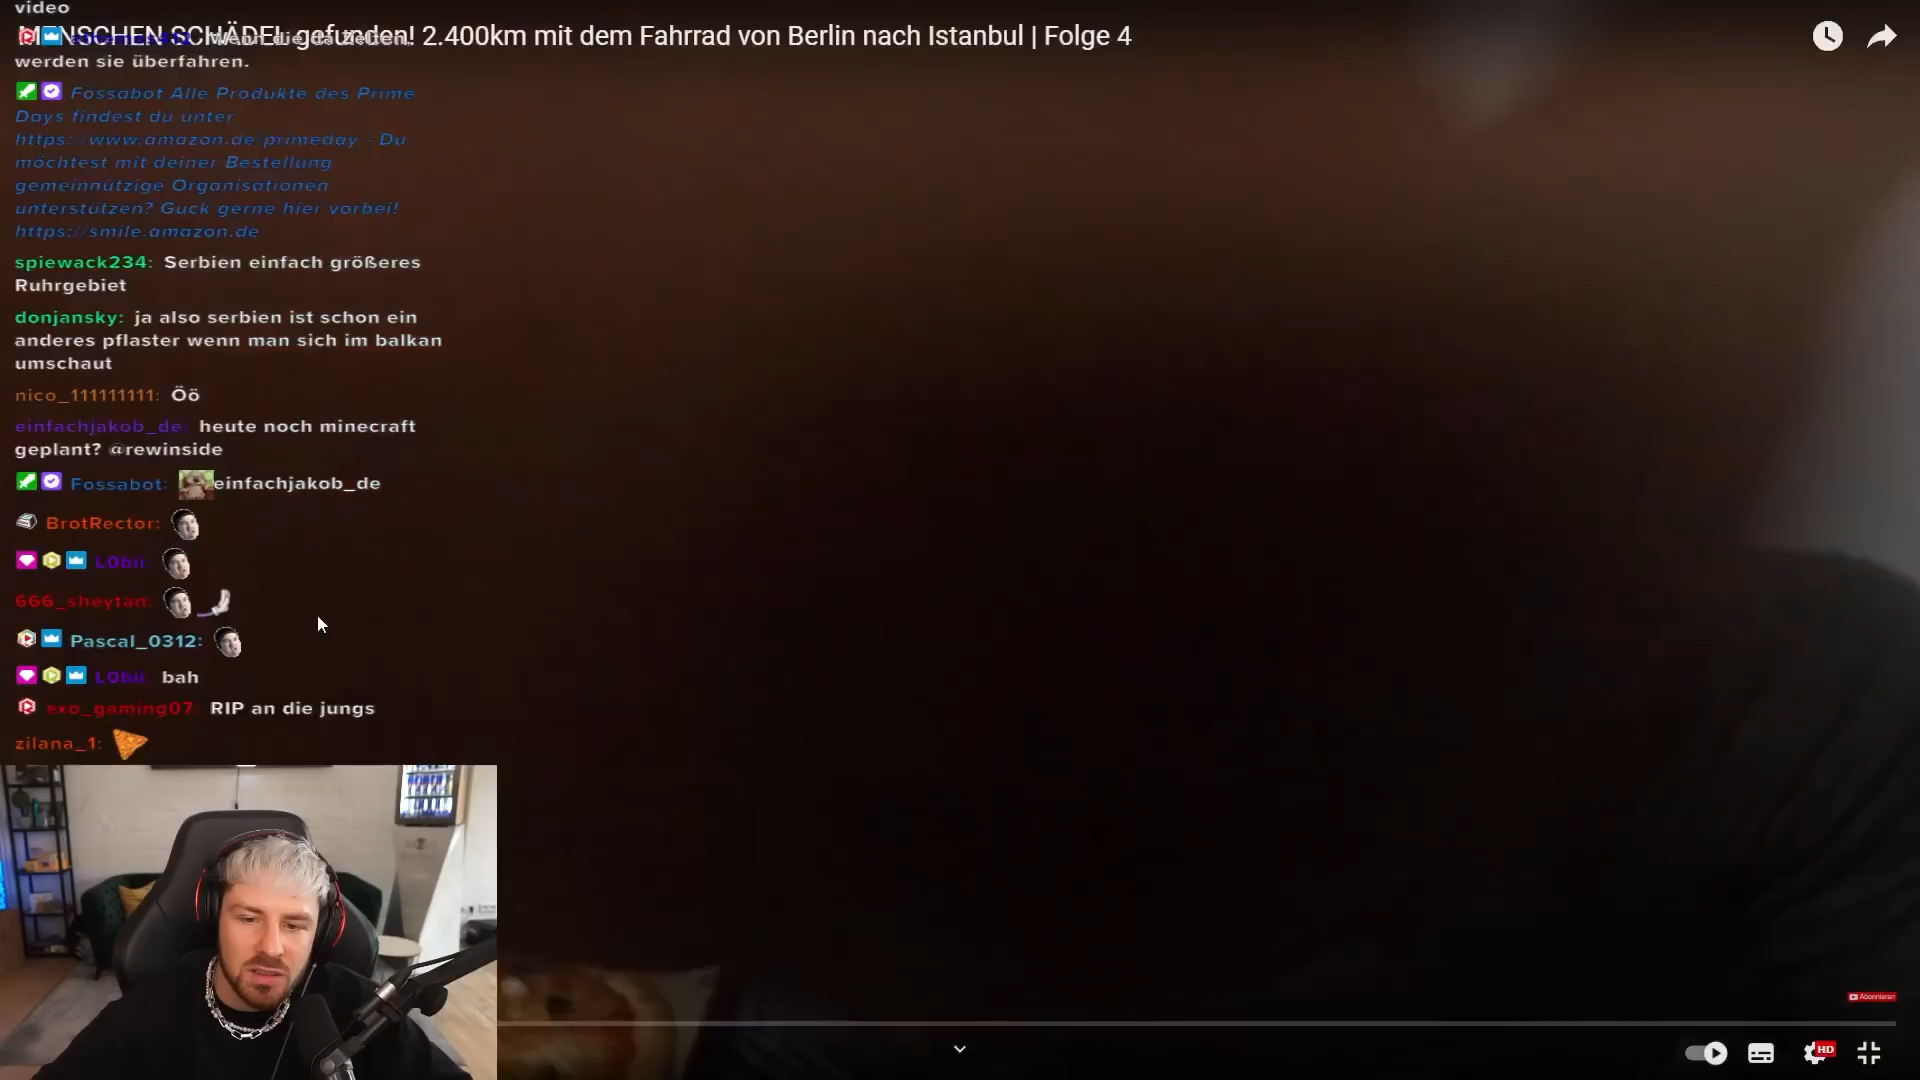 video
MENSCHEN SCHÄDEL gefunden! 2.400km mit dem Fahrrad von Berlin nach Istanbul | Folge 4
werden sie überfahren.
Fossabot Alle Produkte des Prime
Days findest du unter
https://www.amazon.de/primeday - Du
möchtest mit deiner Bestellung
gemeinnützige Organisationen
unterstützen? Guck gerne hier vorbei!
https://smile.amazon.de
spiewack234: Serbien einfach größeres
Ruhrgebiet
donjansky: ja also serbien ist schon ein
anderes pflaster wenn man sich im balkan
umschaut
nico_111111111: Öö
einfachjakob_de: heute noch minecraft
geplant? @rewinside
Fossabot: einfachjakob_de
BrotRector:
L0bii:
666_sheytan:
Pascal_0312:
L0bii: bah
exo_gaming07: RIP an die jungs
zilana_1:
Abonnieren
HD